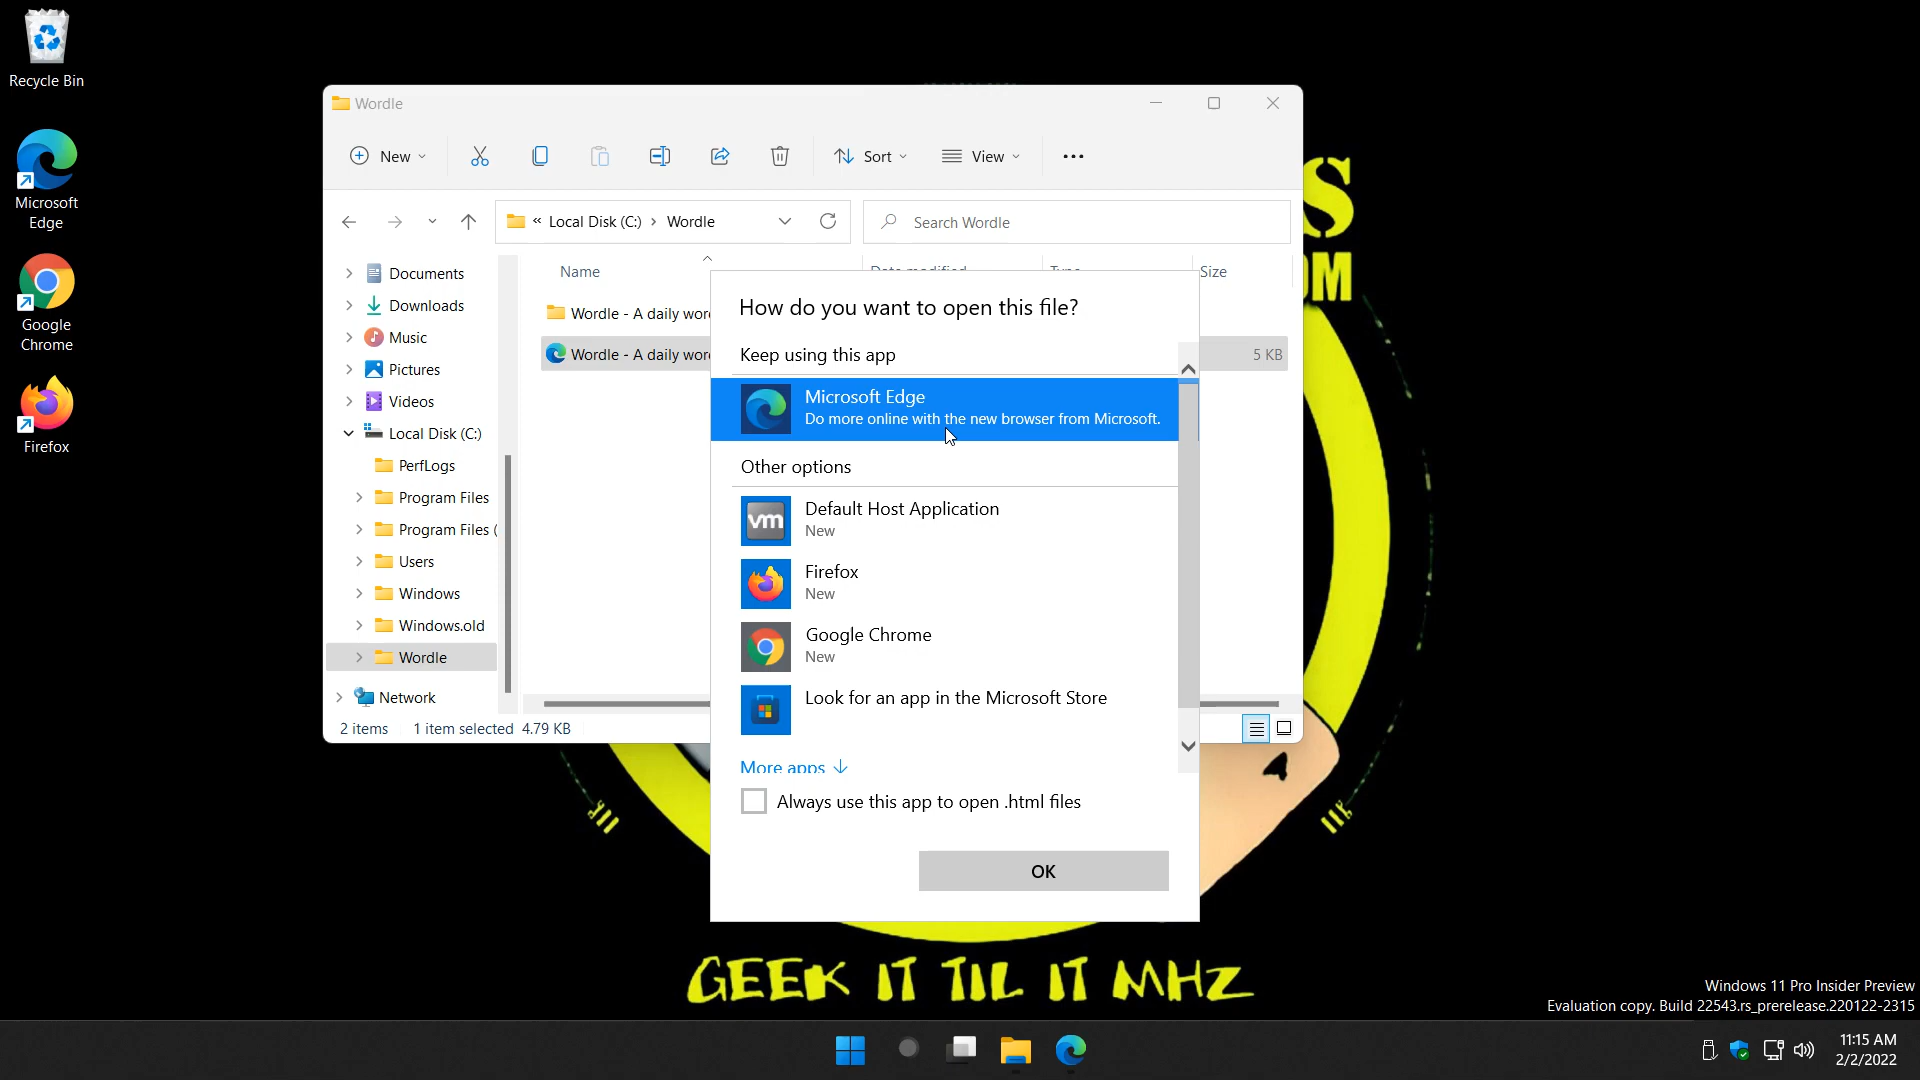 Recycle Bin
Microsoft
Edge
Google
Chrome
Firefox
Wordle
New
Sort
View
« Local Disk (C:) > Wordle
Search Wordle
Name
Date modified
Type
Size
Documents
Downloads
Music
Pictures
Videos
Local Disk (C:)
PerfLogs
Program Files
Program Files (
Users
Windows
Windows.old
Wordle
Network
Wordle - A daily wor
Wordle - A daily wor
5 KB
2 items
1 item selected 4.79 KB
How do you want to open this file?
Keep using this app
Microsoft Edge
Do more online with the new browser from Microsoft.
Other options
vm
Default Host Application
New
Firefox
New
Google Chrome
New
Look for an app in the Microsoft Store
More apps
Always use this app to open .html files
OK
S
OM
GEEK IT TIL IT MHZ
Windows 11 Pro Insider Preview
Evaluation copy. Build 22543.rs_prerelease.220122-2315
11:15 AM
2/2/2022